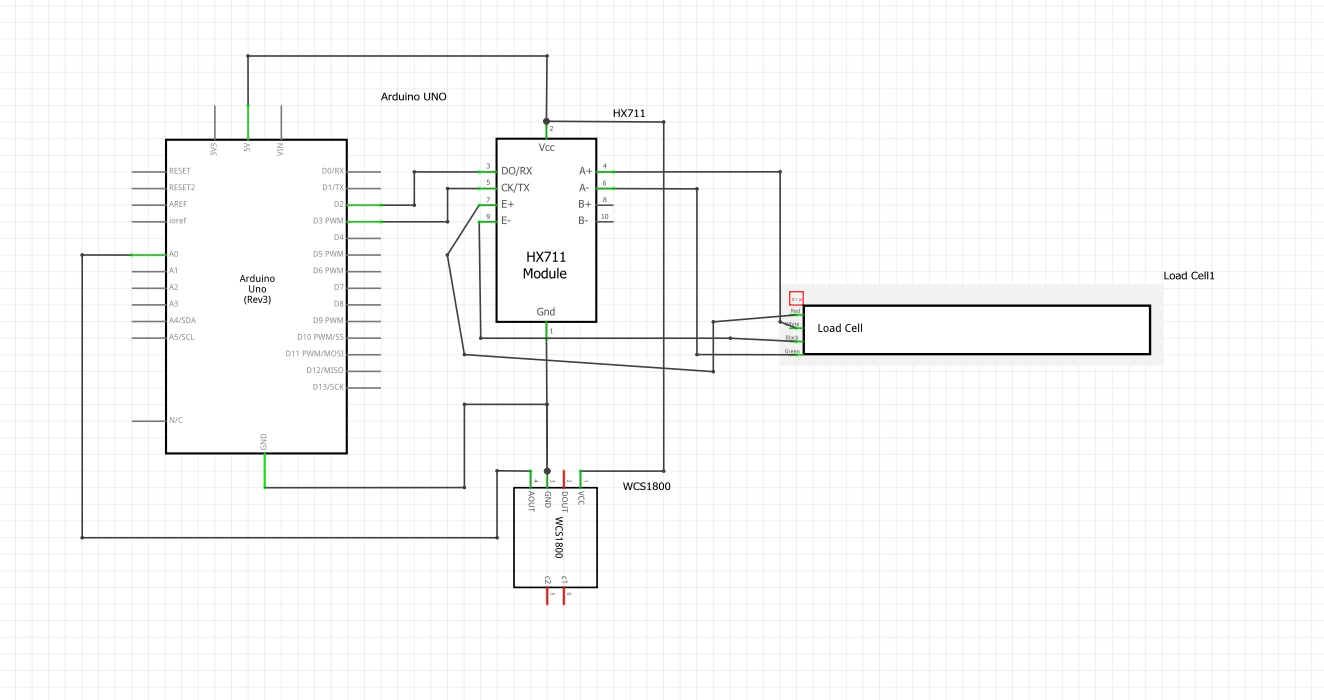 Arduino UNO
HX711
3V3
5V
VIN
RESET
RESET2
AREF
ioref
A0
A1
A2
A3
A4/SDA
A5/SCL
N/C
Arduino
Uno
(Rev3)
D0/RX
D1/TX
D2
D3 PWM
D4
D5 PWM
D6 PWM
D7
D8
D9 PWM
D10 PWM/SS
D11 PWM/MOSI
D12/MISO
D13/SCK
GND
2
Vcc
3 DO/RX
5 CK/TX
7 E+
9 E-
A+ 4
A- 6
B+ 8
B- 10
HX711
Module
Gnd
1
Load Cell1
Red
White
Black
Green
Load Cell
WCS1800
4
3
2
1
AOUT
GND
DOUT
VCC
WCS1800
c2
c1
5
6